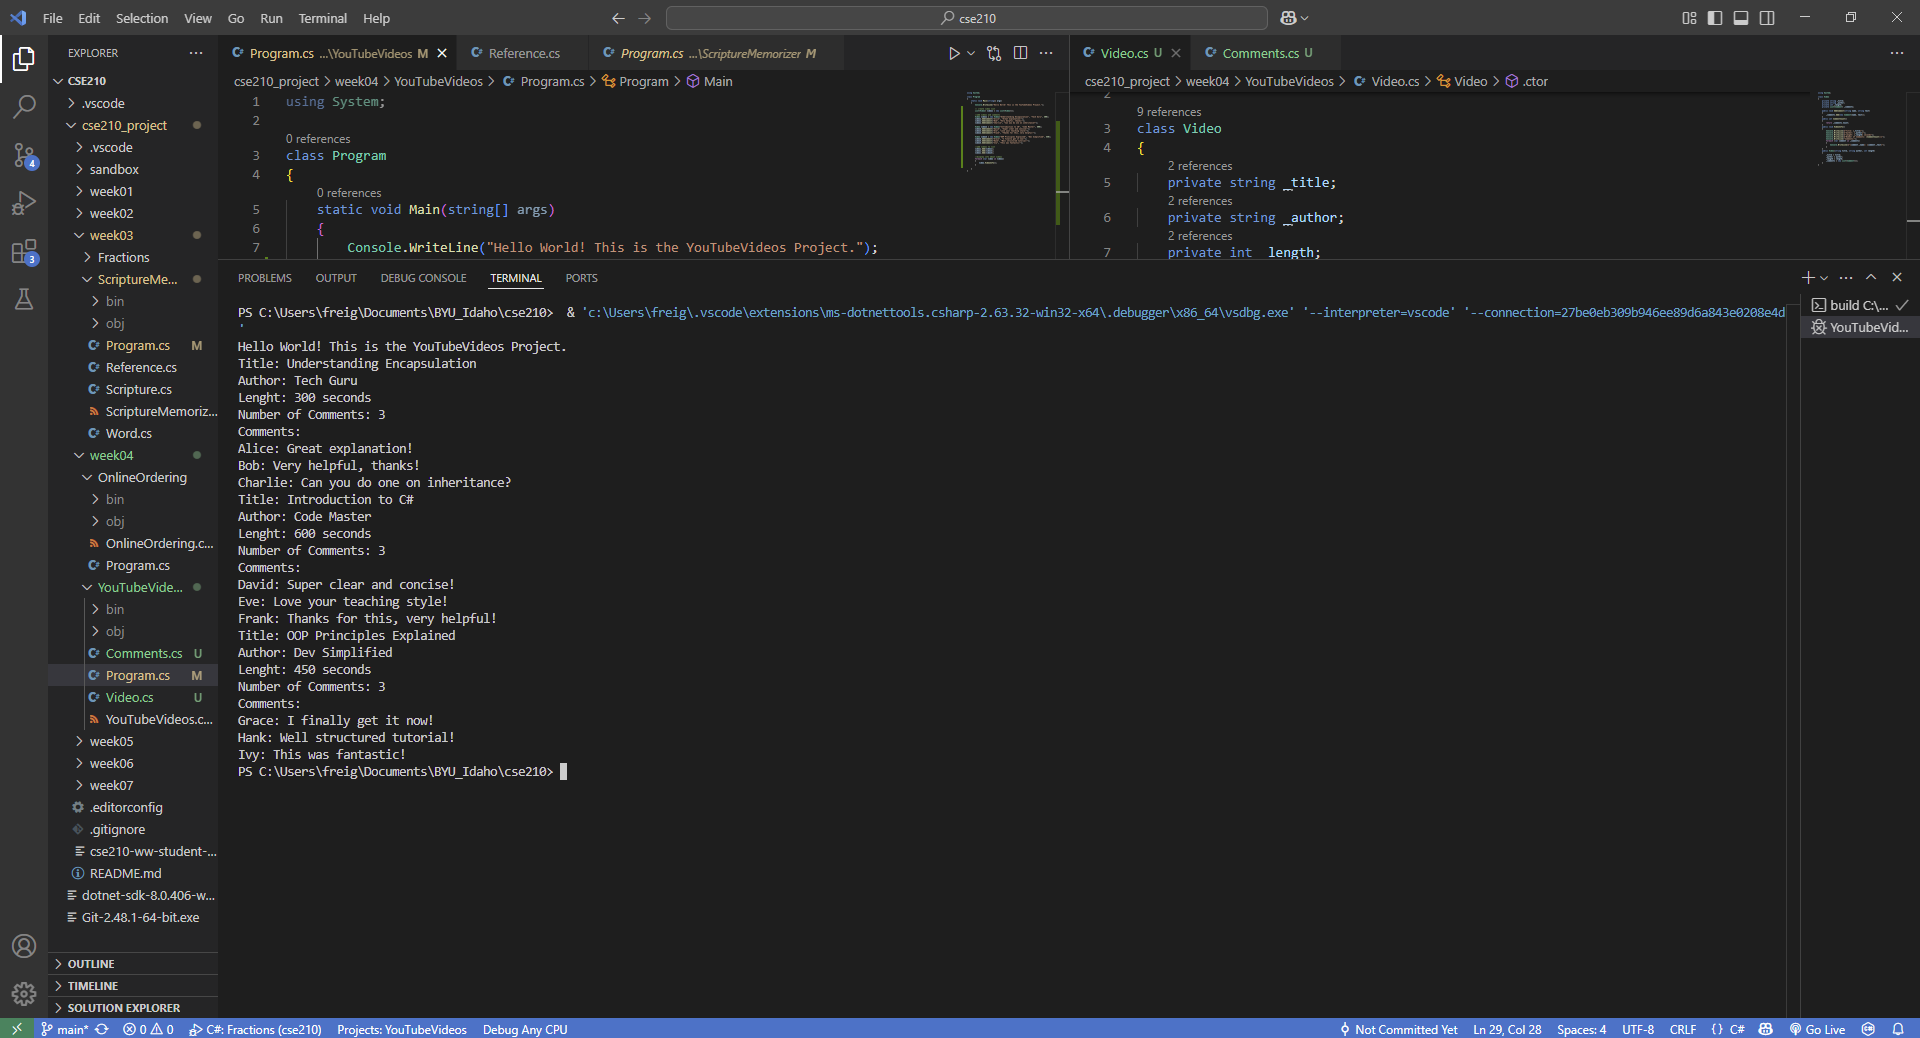 File Edit Selection View Go Run Terminal Help
cse210
EXPLORER
CSE210
.vscode
cse210_project
.vscode
sandbox
week01
week02
week03
Fractions
ScriptureMe...
bin
obj
Program.cs M
Reference.cs
Scripture.cs
ScriptureMemoriz...
Word.cs
week04
OnlineOrdering
bin
obj
OnlineOrdering.c...
Program.cs
YouTubeVide...
bin
obj
Comments.cs U
Program.cs M
Video.cs U
YouTubeVideos.c...
week05
week06
week07
.editorconfig
.gitignore
cse210-ww-student-...
README.md
dotnet-sdk-8.0.406-w...
Git-2.48.1-64-bit.exe
OUTLINE
TIMELINE
SOLUTION EXPLORER
4
3
Program.cs ...\YouTubeVideos M
Reference.cs
Program.cs ...\ScriptureMemorizer M
cse210_project > week04 > YouTubeVideos > Program.cs > Program > Main
1 using System;
2
0 references
3 class Program
4 {
0 references
5 static void Main(string[] args)
6 {
7 Console.WriteLine("Hello World! This is the YouTubeVideos Project.");
Video.cs U
Comments.cs U
cse210_project > week04 > YouTubeVideos > Video.cs > Video > .ctor
2
9 references
3 class Video
4 {
2 references
5 private string _title;
2 references
6 private string _author;
2 references
7 private int _length;
PROBLEMS OUTPUT DEBUG CONSOLE TERMINAL PORTS
PS C:\Users\freig\Documents\BYU_Idaho\cse210> & 'c:\Users\freig\.vscode\extensions\ms-dotnettools.csharp-2.63.32-win32-x64\.debugger\x86_64\vsdbg.exe' '--interpreter=vscode' '--connection=27be0eb309b946ee89d6a843e0208e4d
'
Hello World! This is the YouTubeVideos Project.
Title: Understanding Encapsulation
Author: Tech Guru
Lenght: 300 seconds
Number of Comments: 3
Comments:
Alice: Great explanation!
Bob: Very helpful, thanks!
Charlie: Can you do one on inheritance?
Title: Introduction to C#
Author: Code Master
Lenght: 600 seconds
Number of Comments: 3
Comments:
David: Super clear and concise!
Eve: Love your teaching style!
Frank: Thanks for this, very helpful!
Title: OOP Principles Explained
Author: Dev Simplified
Lenght: 450 seconds
Number of Comments: 3
Comments:
Grace: I finally get it now!
Hank: Well structured tutorial!
Ivy: This was fantastic!
PS C:\Users\freig\Documents\BYU_Idaho\cse210>
build C:\...
YouTubeVid...
main* 0 0 C#: Fractions (cse210) Projects: YouTubeVideos Debug Any CPU
Not Committed Yet Ln 29, Col 28 Spaces: 4 UTF-8 CRLF {} C# Go Live